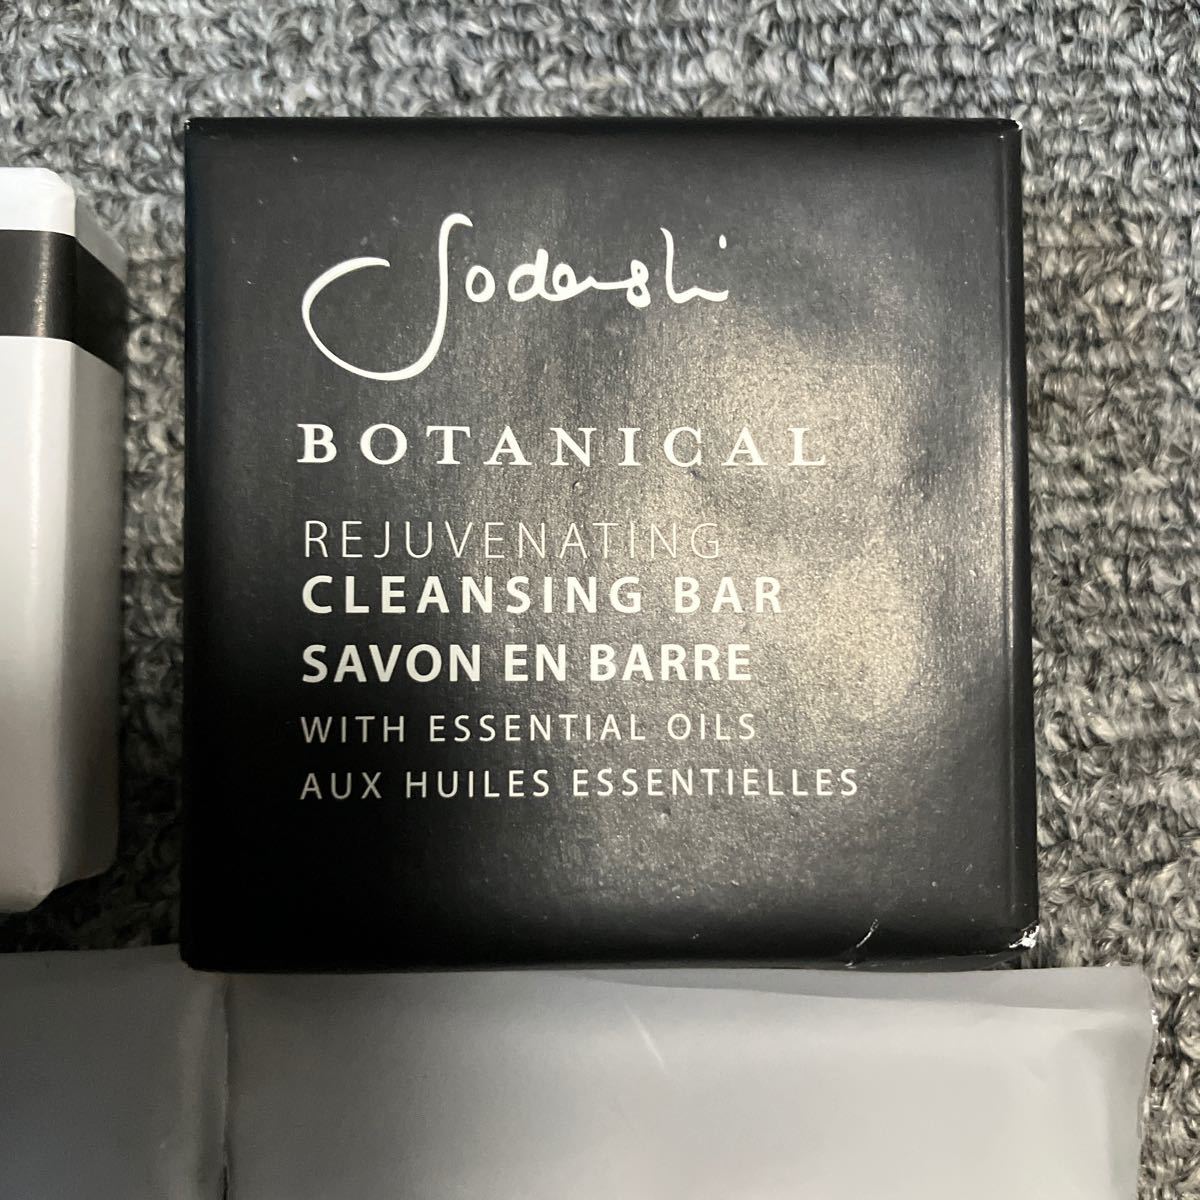 Sodashi
BOTANICAL
REJUVENATING
CLEANSING BAR
SAVON EN BARRE
WITH ESSENTIAL OILS
AUX HUILES ESSENTIELLES